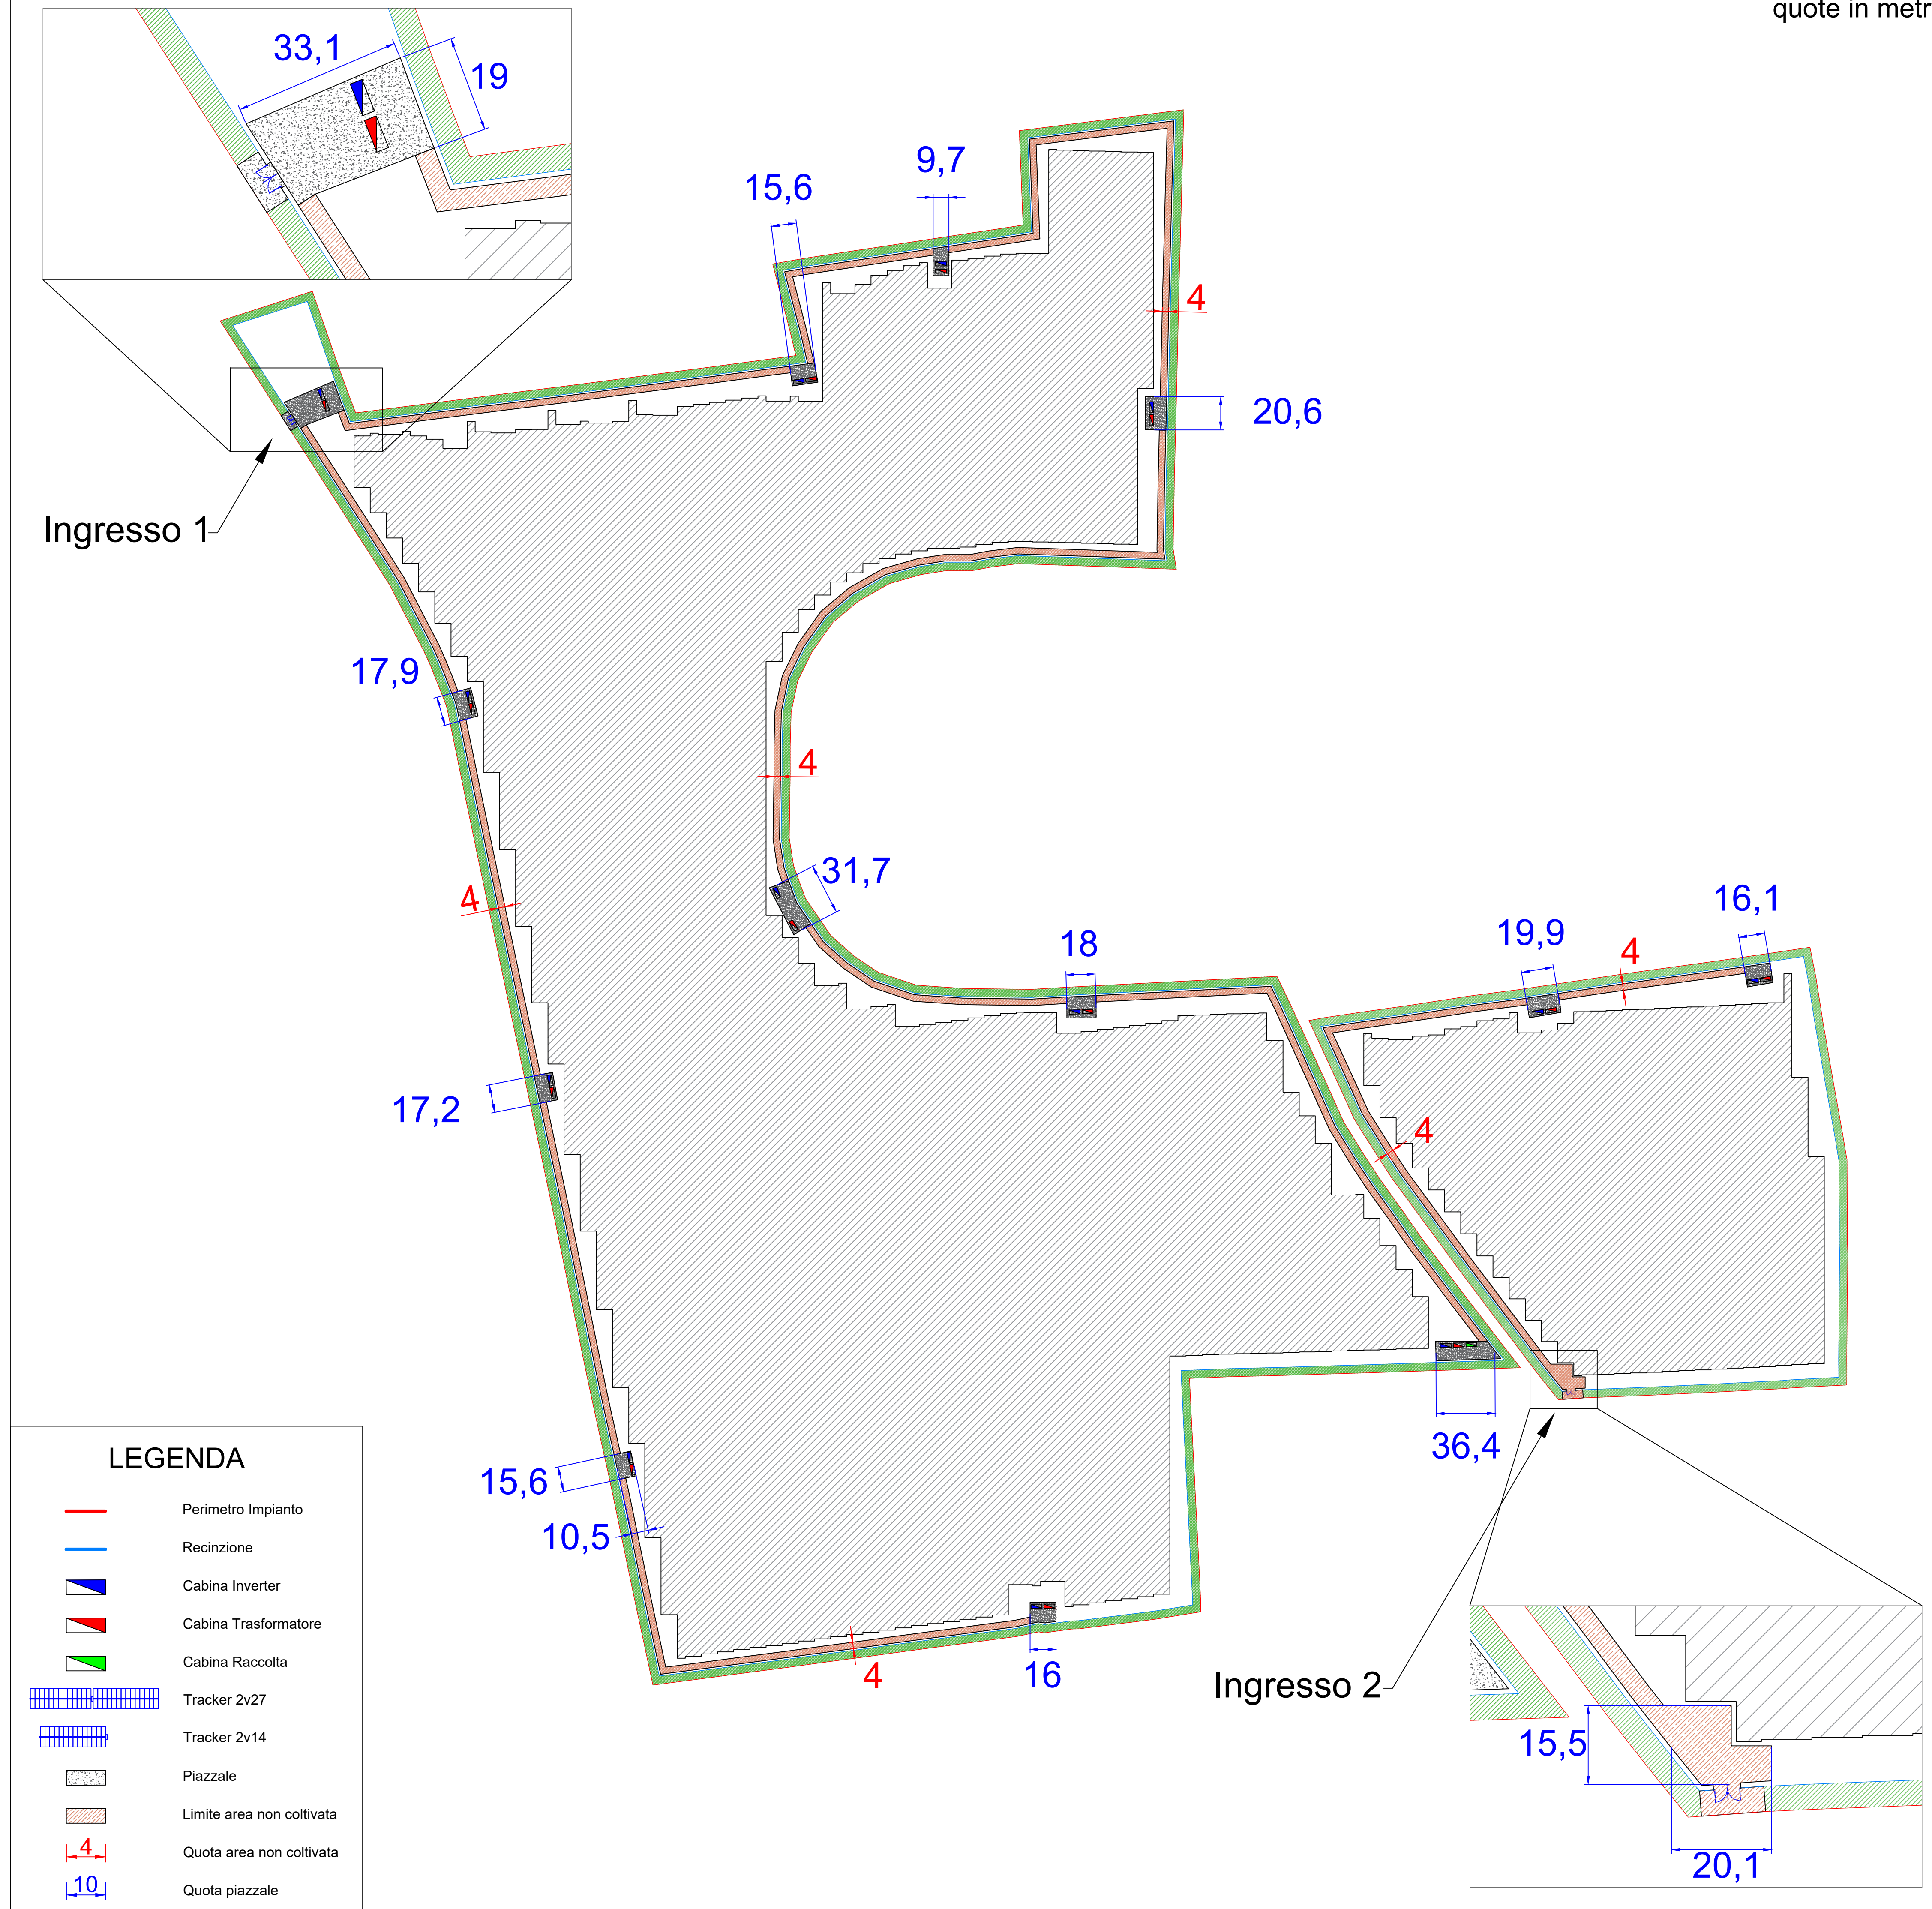 quote in metr
33,1
19
9,7
15,6
4
20,6
Ingresso 1
17,9
4
31,7
4
16,1
18
19,9
4
17,2
4
36,4
LEGENDA
15,6
Perimetro Impianto
10,5
Recinzione
Cabina Inverter
Cabina Trasformatore
Cabina Raccolta
4
16
Ingresso 2
Tracker 2v27
Tracker 2v14
15,5
Piazzale
Limite area non coltivata
4
Quota area non coltivata
20,1
10
Quota piazzale